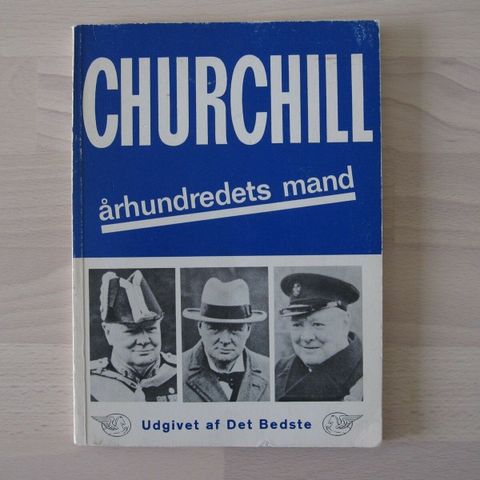 CHURCHILL
århundredets mand
Udgivet af Det Bedste